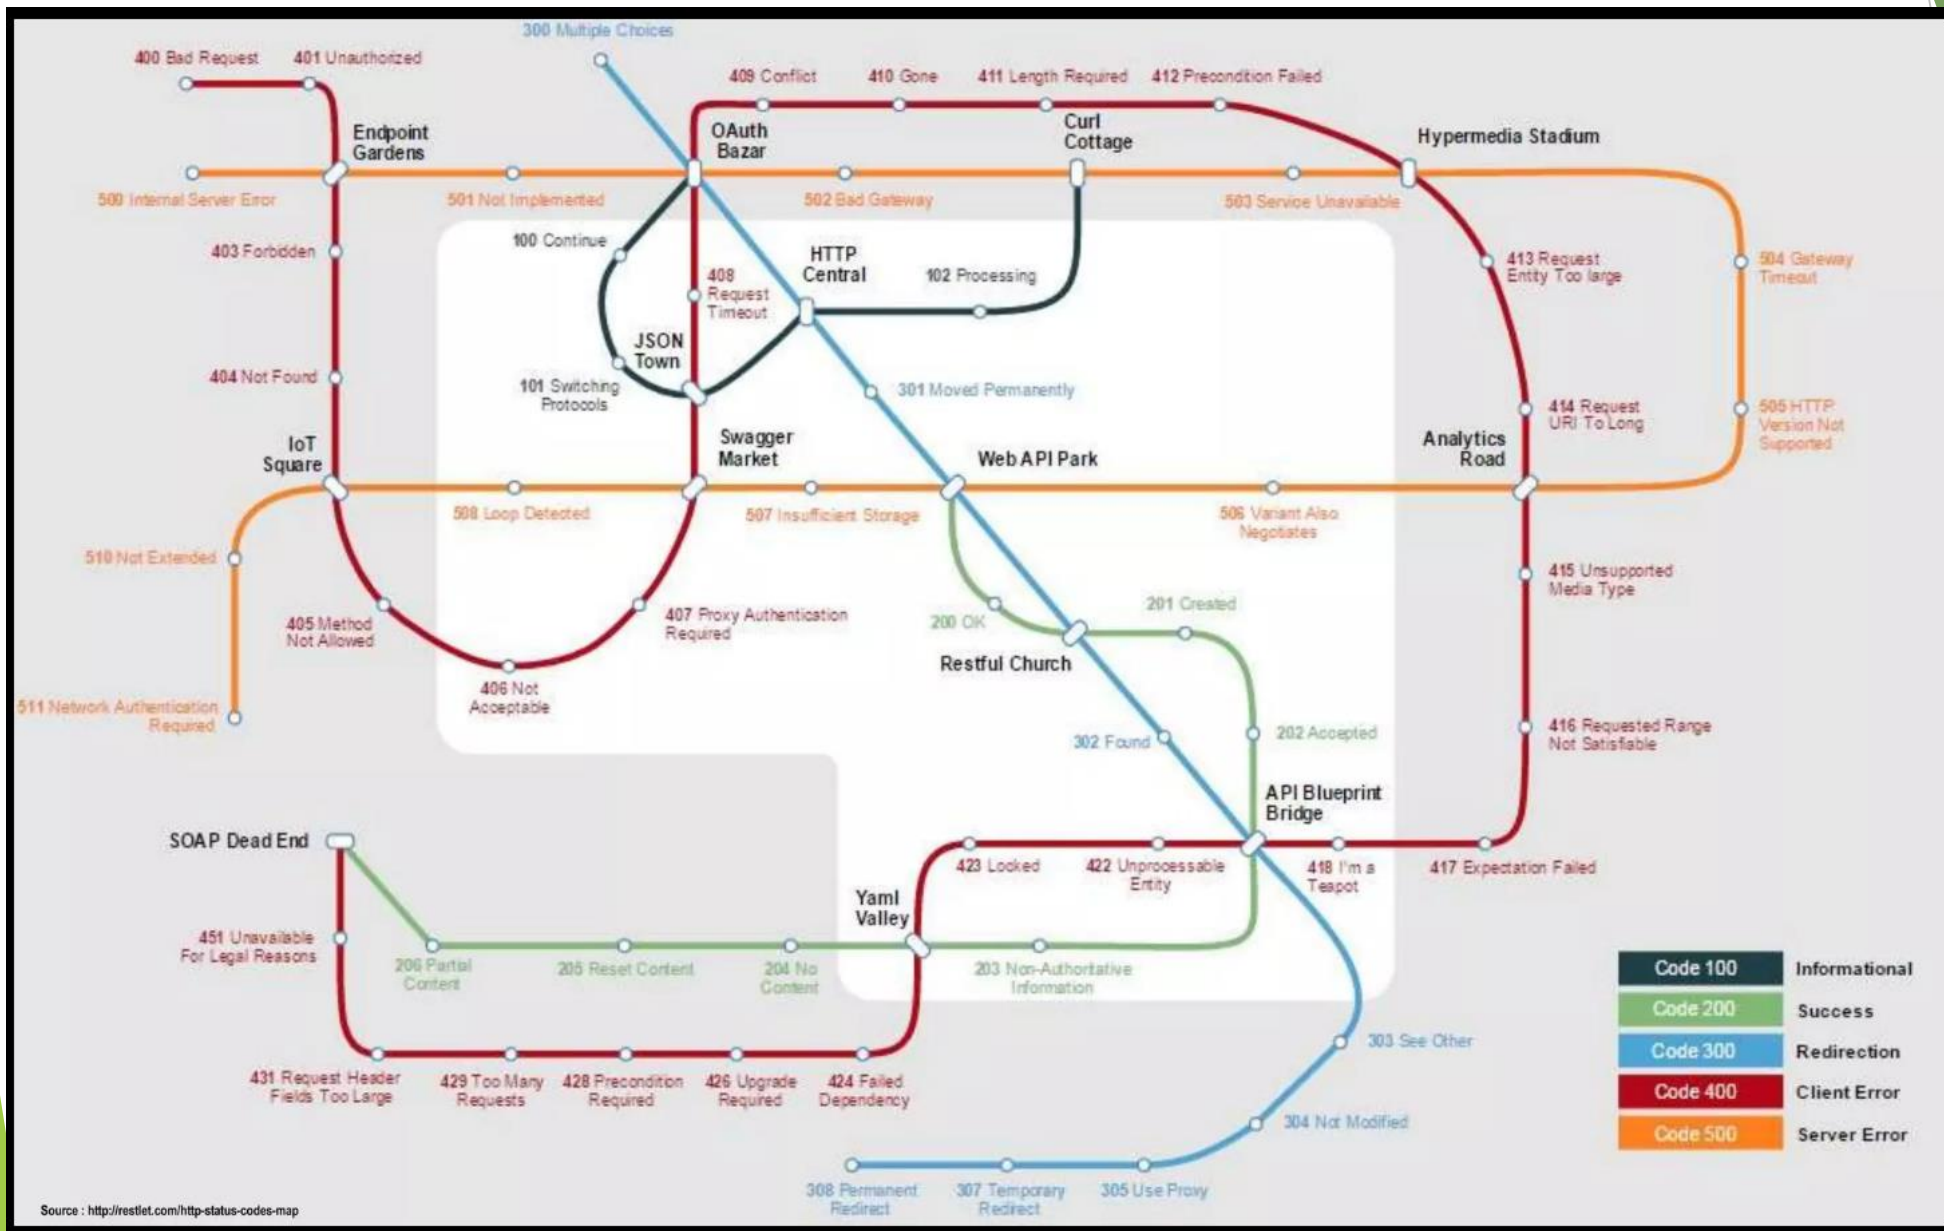 300 Multiple Choices
400 Bad Request
401 Unauthorized
409 Conflict
410 Gone
411 Length Required
412 Precondition Failed
Endpoint
Gardens
OAuth
Bazar
Curl
Cottage
Hypermedia Stadium
500 Internal Server Error
501 Not Implemented
502 Bad Gateway
503 Service Unavailable
403 Forbidden
100 Continue
408
Request
Timeout
HTTP
Central
102 Processing
413 Request
Entity Too large
504 Gateway
Timeout
JSON
Town
404 Not Found
101 Switching
Protocols
301 Moved Permanently
414 Request
URI To Long
505 HTTP
Version Not
Supported
IoT
Square
Swagger
Market
Web API Park
Analytics
Road
508 Loop Detected
507 Insufficient Storage
506 Variant Also
Negotiates
510 Not Extended
415 Unsupported
Media Type
405 Method
Not Allowed
407 Proxy Authentication
Required
200 OK
201 Created
Restful Church
406 Not
Acceptable
511 Network Authentication
Required
302 Found
202 Accepted
416 Requested Range
Not Satisfiable
API Blueprint
Bridge
SOAP Dead End
423 Locked
422 Unprocessable
Entity
418 I'm a
Teapot
417 Expectation Failed
Yaml
Valley
451 Unavailable
For Legal Reasons
206 Partial
Content
205 Reset Content
204 No
Content
203 Non-Authortative
Information
Code 100
Informational
Code 200
Success
Code 300
Redirection
Code 400
Client Error
Code 500
Server Error
303 See Other
431 Request Header
Fields Too Large
429 Too Many
Requests
428 Precondition
Required
426 Upgrade
Required
424 Failed
Dependency
304 Not Modified
308 Permanent
Redirect
307 Temporary
Redirect
305 Use Proxy
Source : http://restlet.com/http-status-codes-map